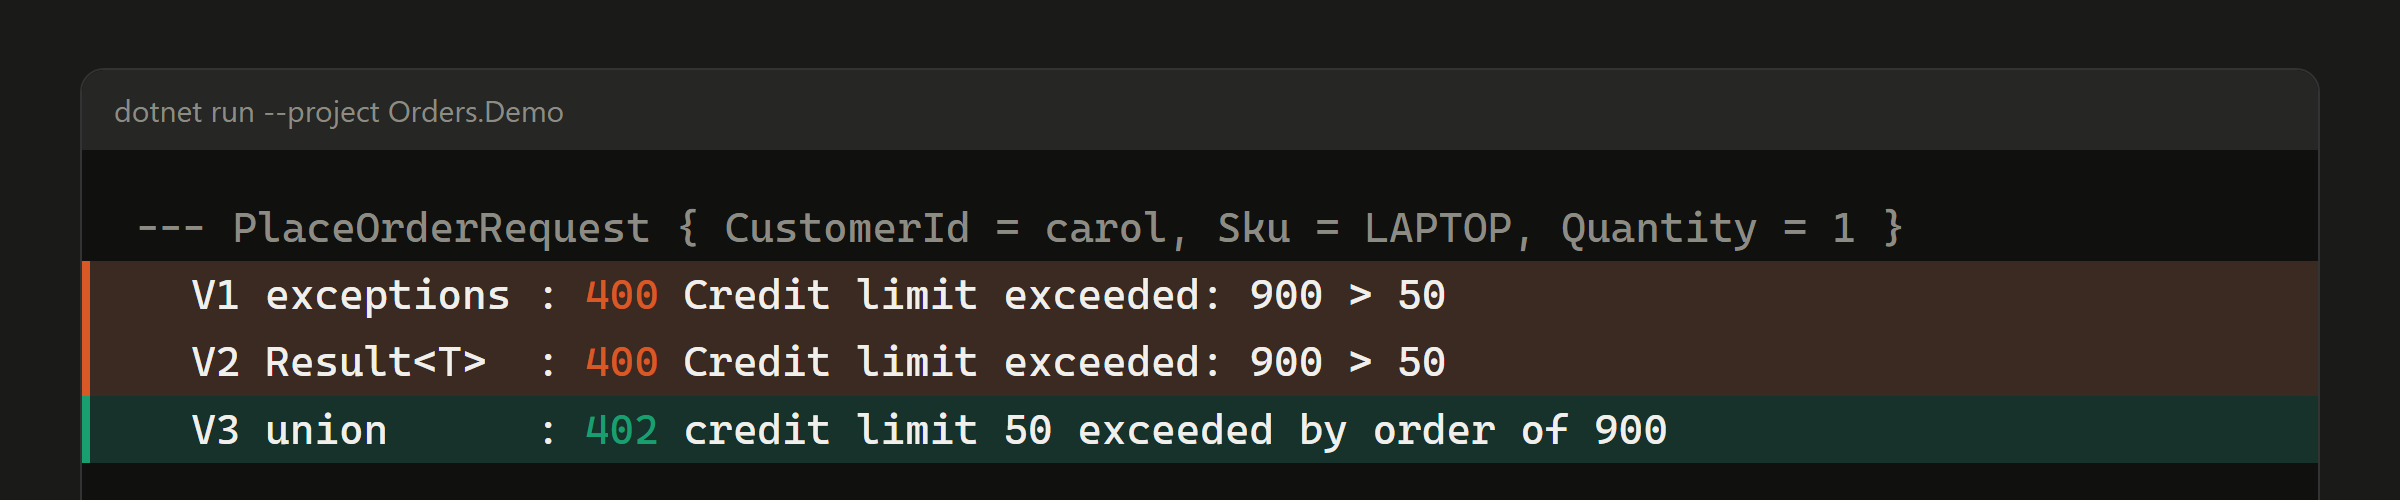 dotnet run --project Orders.Demo
--- PlaceOrderRequest { CustomerId = carol, Sku = LAPTOP, Quantity = 1 }
V1 exceptions : 400 Credit limit exceeded: 900 > 50
V2 Result<T>  : 400 Credit limit exceeded: 900 > 50
V3 union      : 402 credit limit 50 exceeded by order of 900